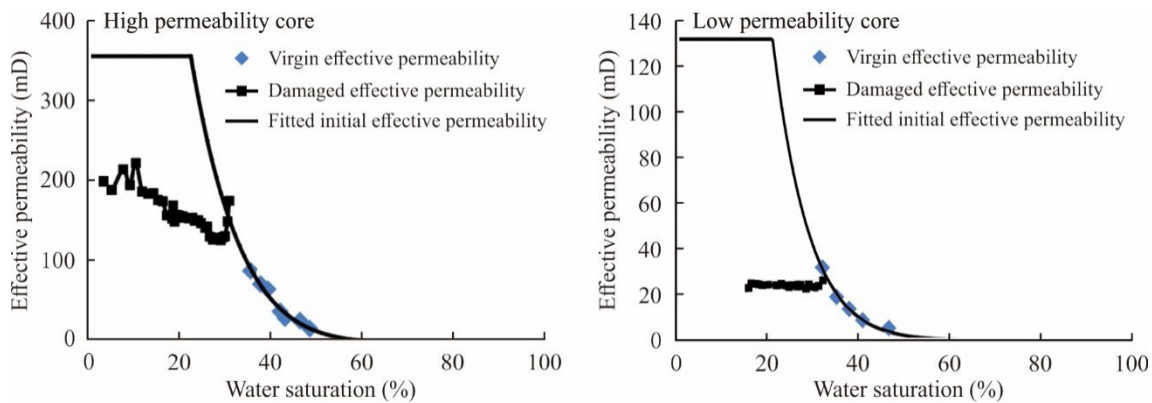 High permeability core
400
300
200
100
0
Effective permeability (mD)
Virgin effective permeability
Damaged effective permeability
Fitted initial effective permeability
0 20 40 60 80 100
Water saturation (%)
Low permeability core
140
120
100
80
60
40
20
0
Effective permeability (mD)
Virgin effective permeability
Damaged effective permeability
Fitted initial effective permeability
0 20 40 60 80 100
Water saturation (%)